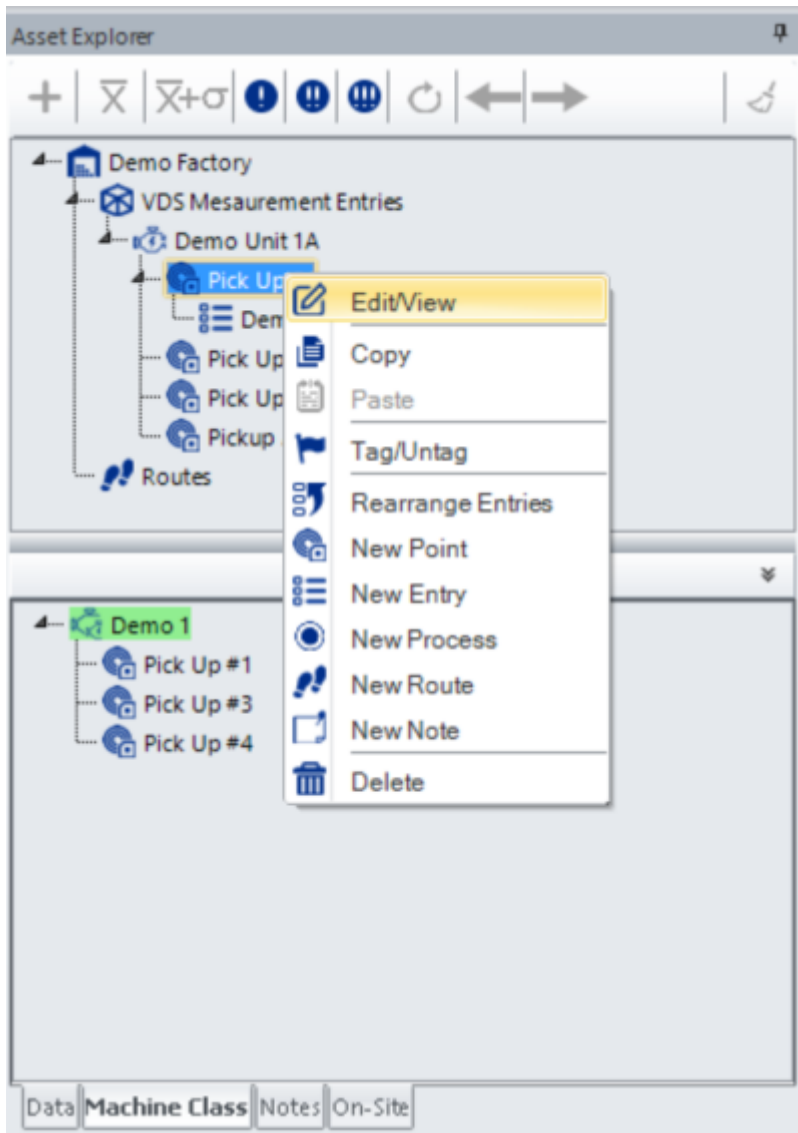 Asset Explorer
X X+σ
Demo Factory
VDS Mesaurement Entries
Demo Unit 1A
Pick Up
Edit/View
Dem
Copy
Pick Up
Paste
Pick Up
Pickup
Tag/Untag
Routes
Rearrange Entries
New Point
New Entry
New Process
New Route
New Note
Delete
Demo 1
Pick Up #1
Pick Up #3
Pick Up #4
Data Machine Class Notes On-Site